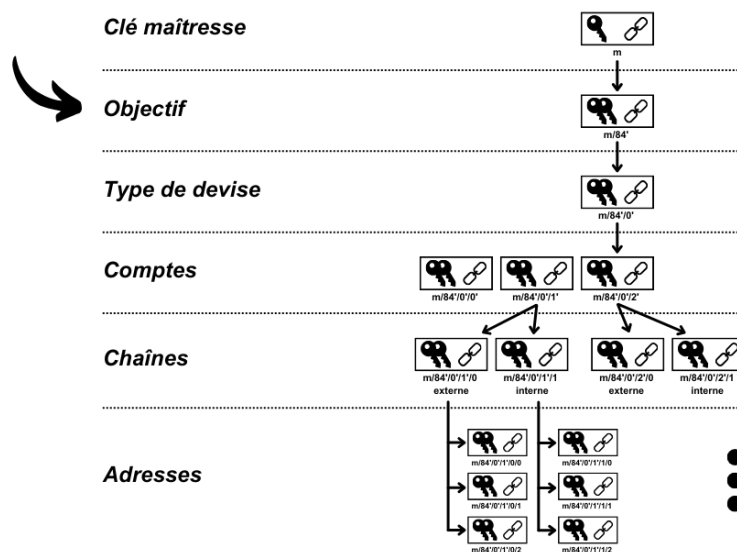 Clé maîtresse
m
Objectif
m/84'
Type de devise
m/84'/0'
Comptes
m/84'/0'/0' m/84'/0'/1' m/84'/0'/2'
Chaînes
m/84'/0'/1'/0 m/84'/0'/1'/1 m/84'/0'/2'/0 m/84'/0'/2'/1
externe interne externe interne
Adresses
m/84'/0'/1'/0/0 m/84'/0'/1'/1/0
m/84'/0'/1'/0/1 m/84'/0'/1'/1/1
m/84'/0'/1'/0/2 m/84'/0'/1'/1/2